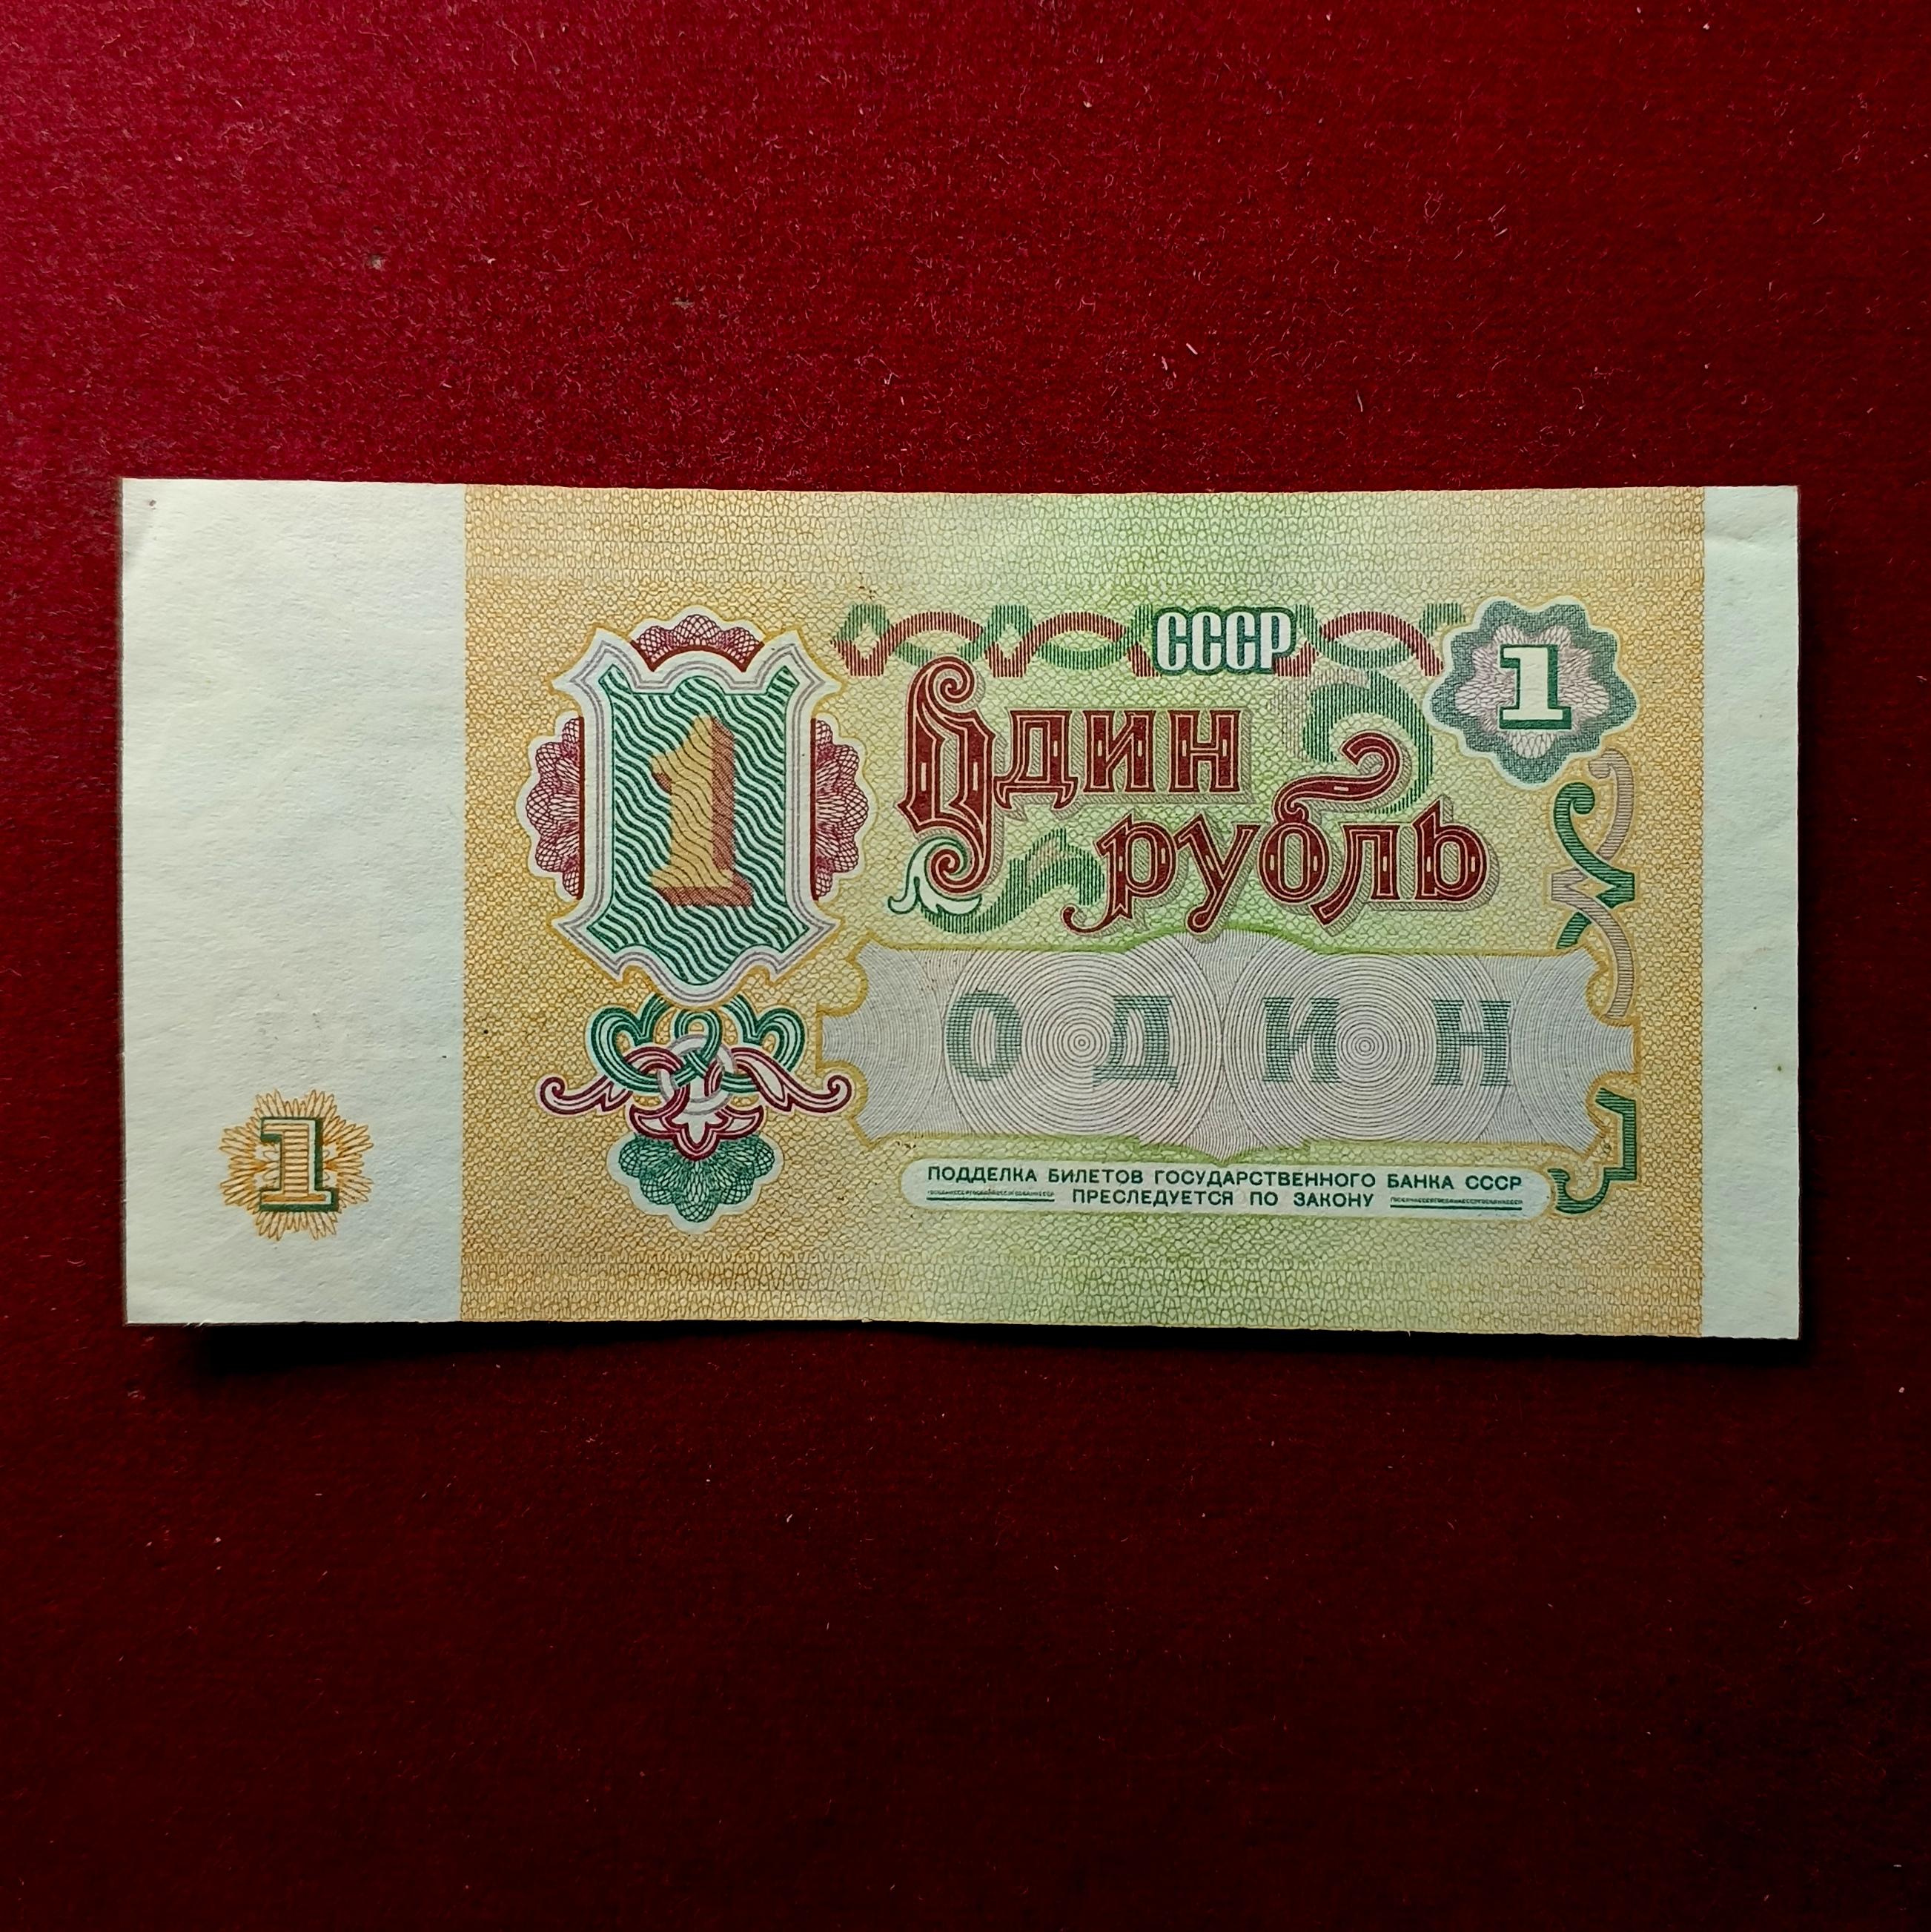 СССР
1
Один
рубль
1
ОДИН
ПОДДЕЛКА БИЛЕТОВ ГОСУДАРСТВЕННОГО БАНКА СССР
ПРЕСЛЕДУЕТСЯ ПО ЗАКОНУ
1